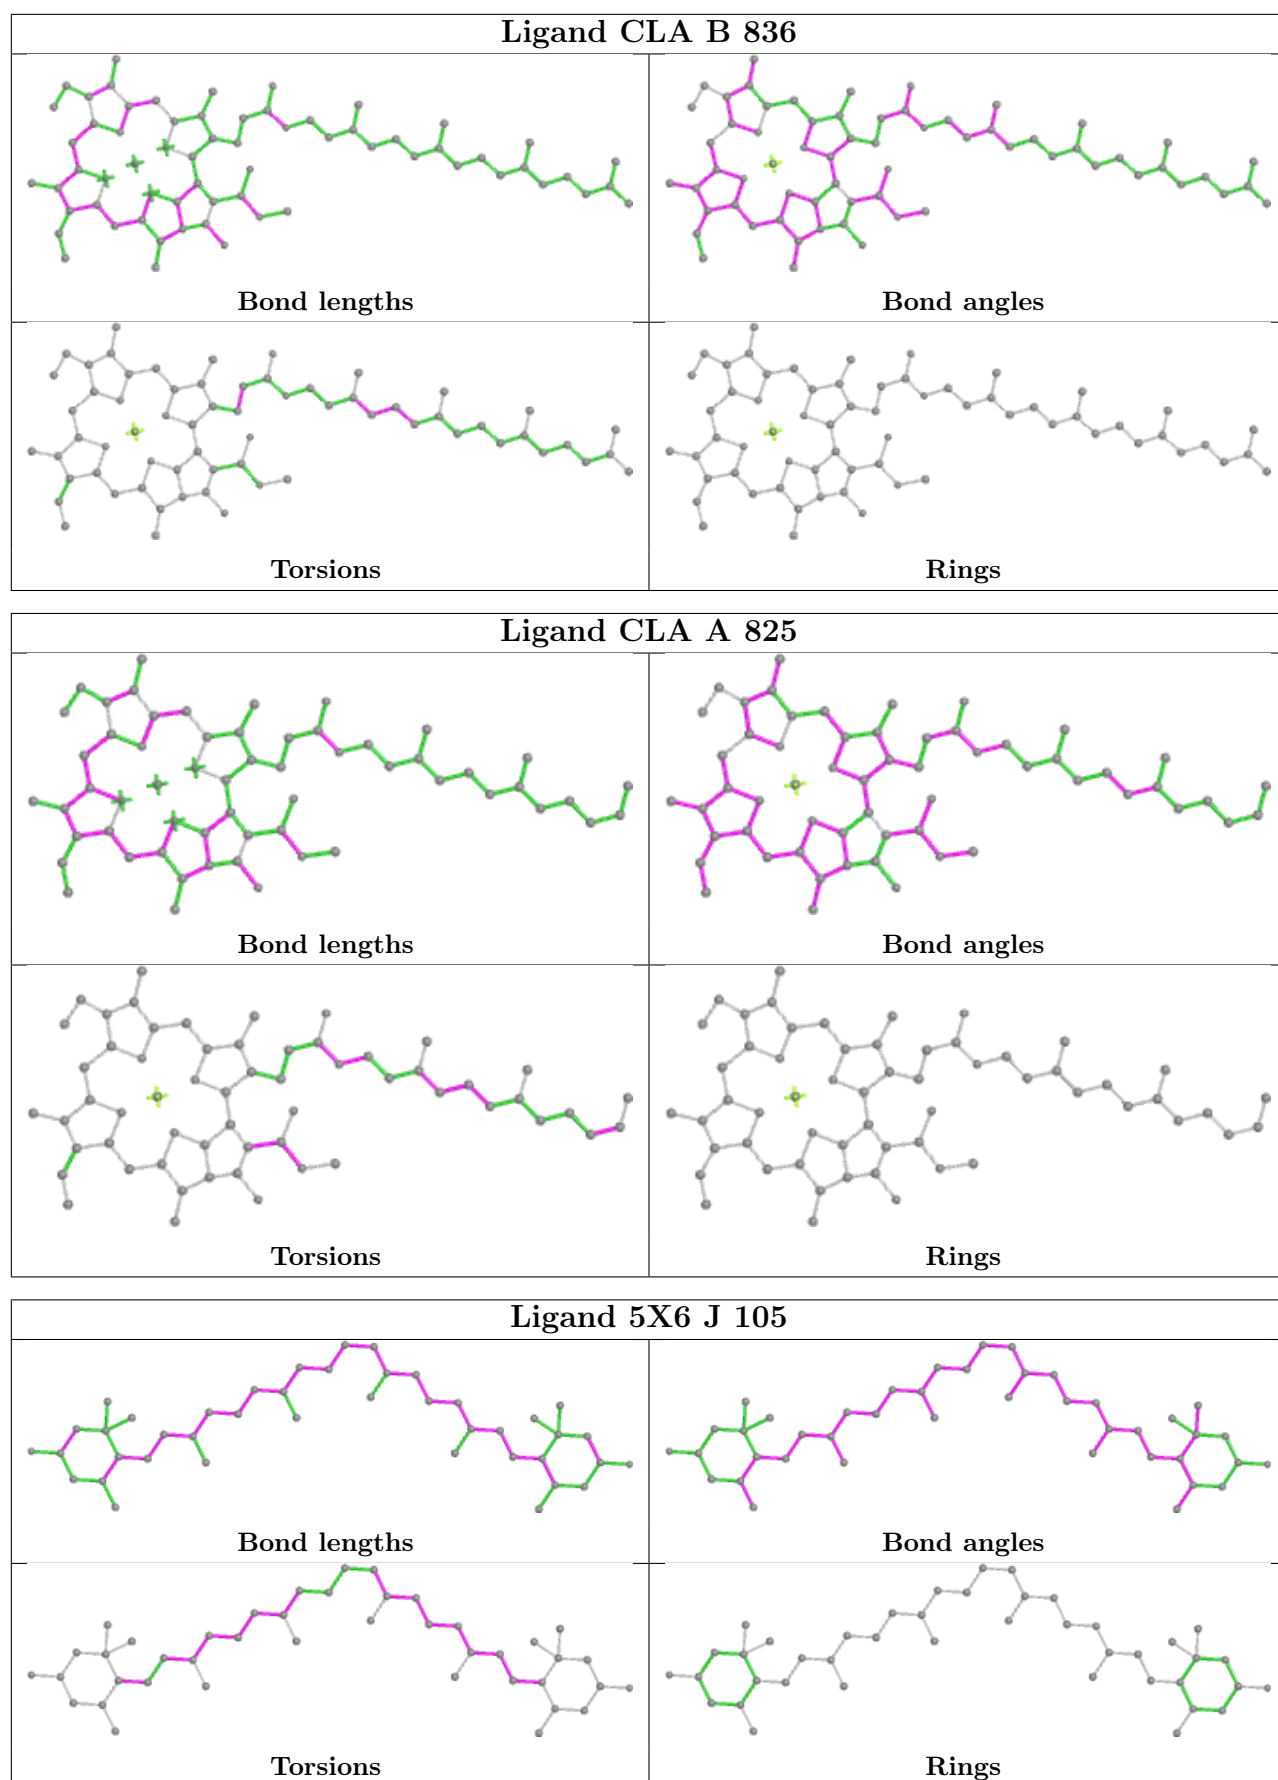 Ligand CLA B 836
Bond lengths
Bond angles
Torsions
Rings
Ligand CLA A 825
Bond lengths
Bond angles
Torsions
Rings
Ligand 5X6 J 105
Bond lengths
Bond angles
Torsions
Rings